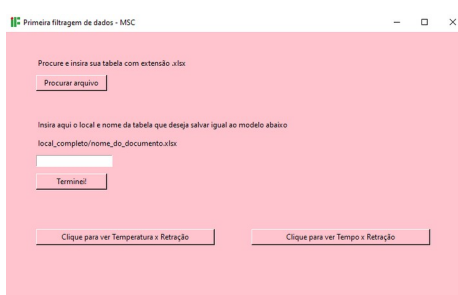 Primeira filtragem de dados - MSC
Procure e insira sua tabela com extensão .xlsx
Procurar arquivo
Insira aqui o local e nome da tabela que deseja salvar igual ao modelo abaixo
local_completo/nome_do_documento.xlsx
Terminei!
Clique para ver Temperatura x Retração
Clique para ver Tempo x Retração